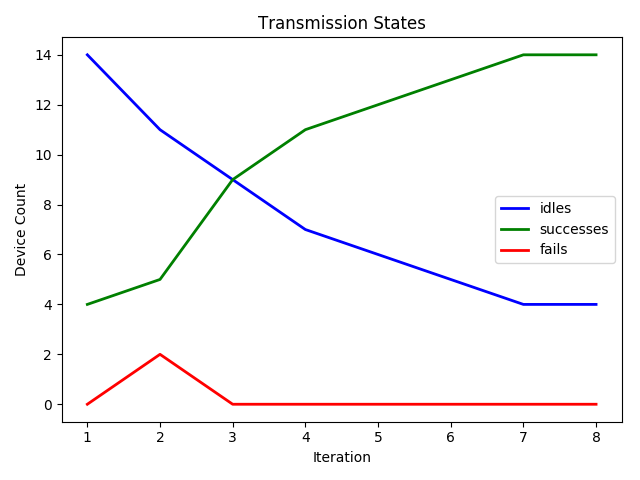 Transmission States
Device Count
14
12
10
8
6
4
2
0
idles
successes
fails
1 2 3 4 5 6 7 8
Iteration